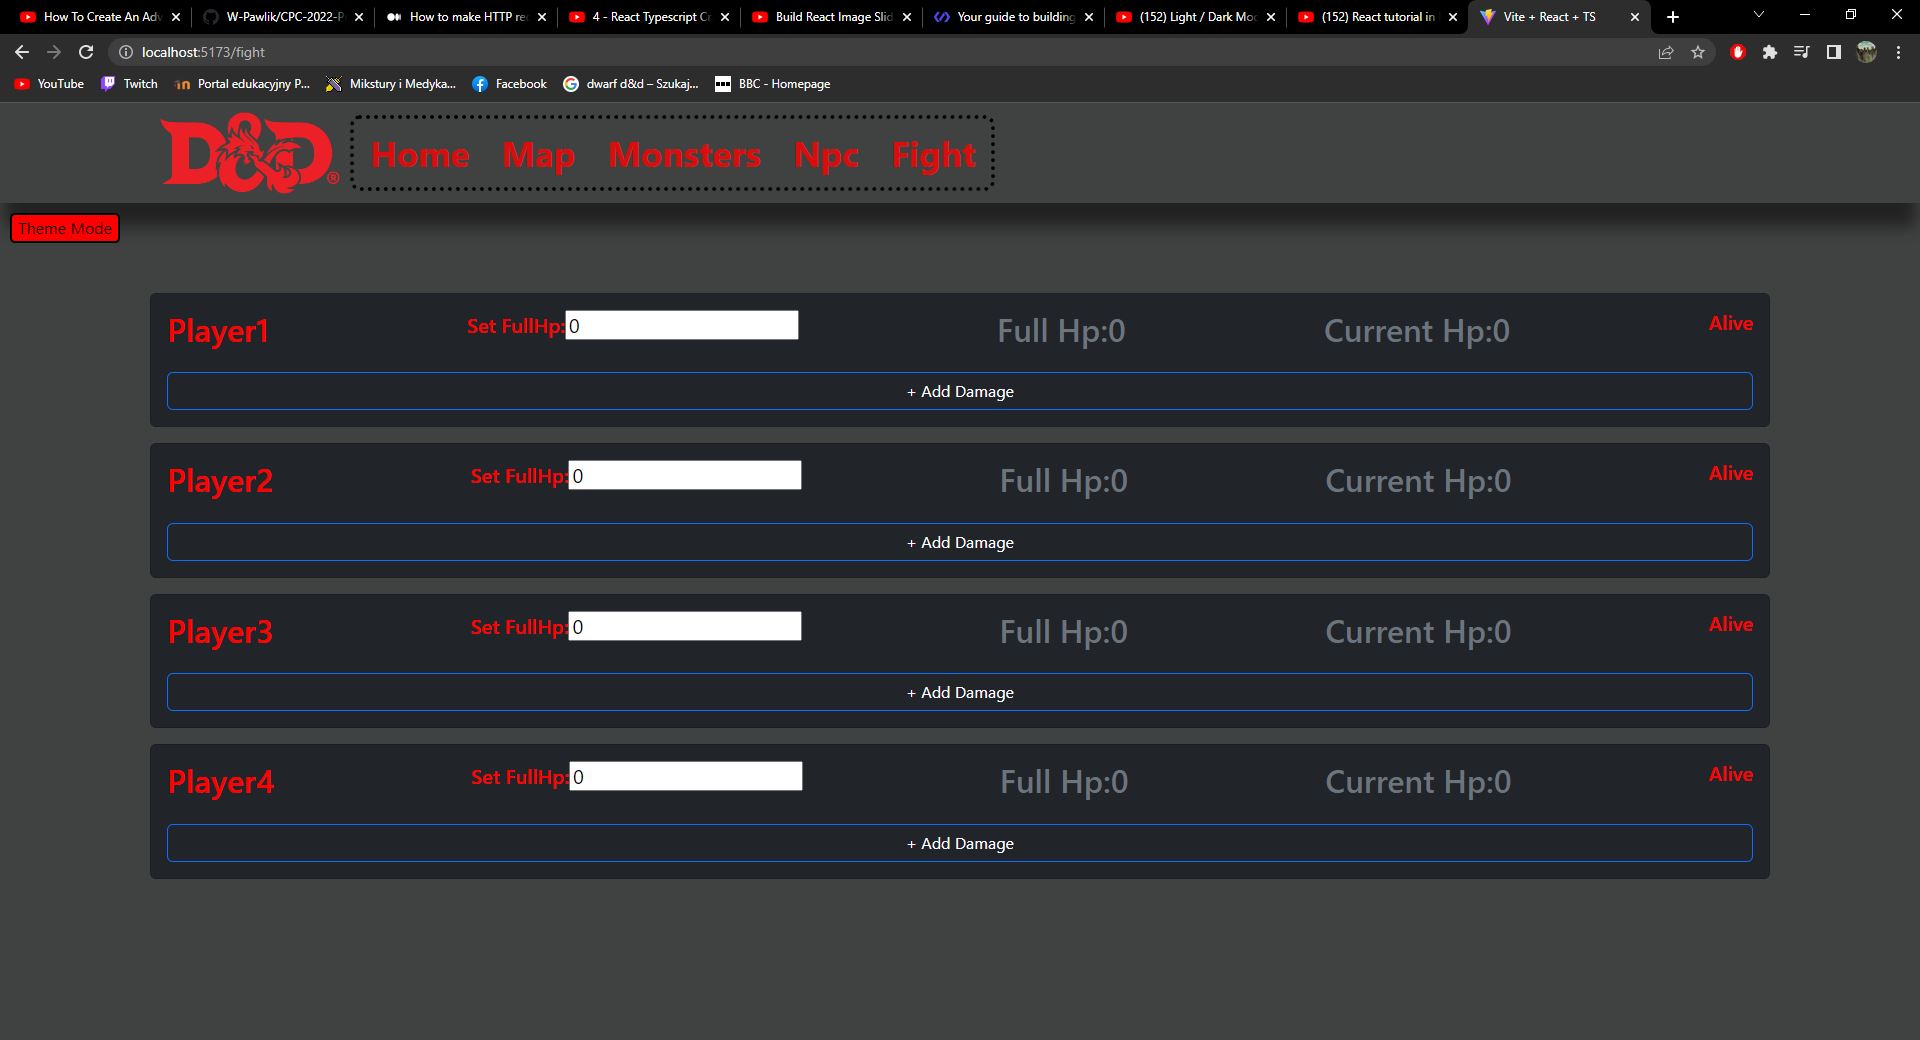 How To Create An Adv
W-Pawlik/CPC-2022-P
How to make HTTP re
4 - React Typescript C
Build React Image Slid
Your guide to building
(152) Light / Dark Mo
(152) React tutorial in
Vite + React + TS
localhost:5173/fight
YouTube Twitch Portal edukacyjny P... Mikstury i Medyka... Facebook dwarf d&d – Szukaj... BBC - Homepage
D&D® Home Map Monsters Npc Fight
Theme Mode
Player1 Set FullHp: 0 Full Hp:0 Current Hp:0 Alive
+ Add Damage
Player2 Set FullHp: 0 Full Hp:0 Current Hp:0 Alive
+ Add Damage
Player3 Set FullHp: 0 Full Hp:0 Current Hp:0 Alive
+ Add Damage
Player4 Set FullHp: 0 Full Hp:0 Current Hp:0 Alive
+ Add Damage